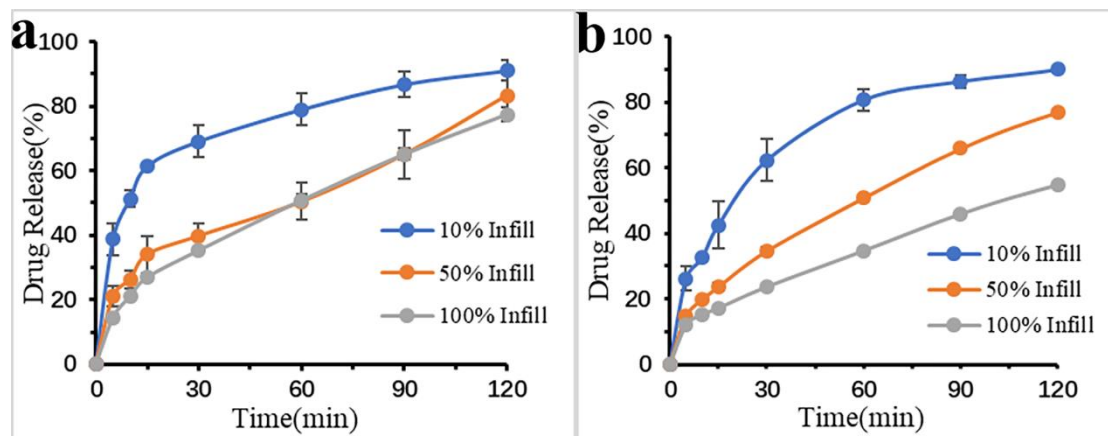 a
Drug Release(%)
100
80
60
40
20
0
0 30 60 90 120
Time(min)
10% Infill
50% Infill
100% Infill
b
Drug Release(%)
100
80
60
40
20
0
0 30 60 90 120
Time(min)
10% Infill
50% Infill
100% Infill